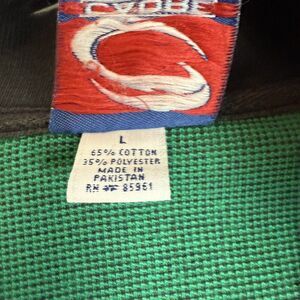 L
65% COTTON
35% POLYESTER
MADE IN
PAKISTAN
RN # 85961